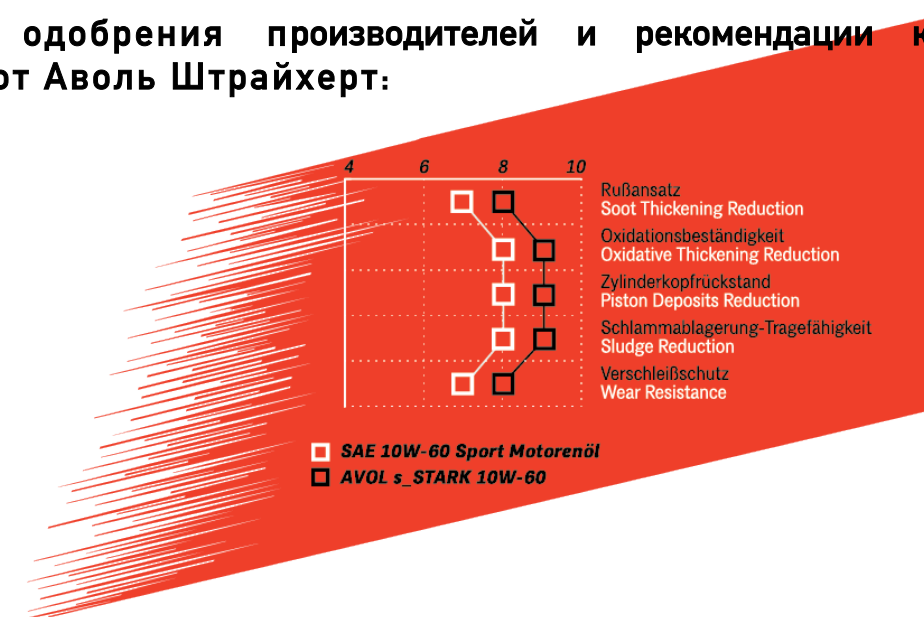 одобрения производителей и рекомендации к
от Аволь Штрайхерт:
4 6 8 10
Rußansatz
Soot Thickening Reduction
Oxidationsbeständigkeit
Oxidative Thickening Reduction
Zylinderkopfrückstand
Piston Deposits Reduction
Schlammablagerung-Tragefähigkeit
Sludge Reduction
Verschleißschutz
Wear Resistance
SAE 10W-60 Sport Motorenöl
AVOL s_STARK 10W-60